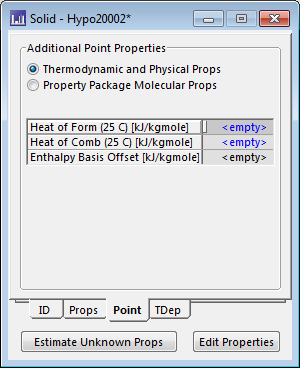 Solid - Hypo20002*
Additional Point Properties
Thermodynamic and Physical Props
Property Package Molecular Props
Heat of Form (25 C) [kJ/kgmole] <empty>
Heat of Comb (25 C) [kJ/kgmole] <empty>
Enthalpy Basis Offset [kJ/kgmole] <empty>
ID Props Point TDep
Estimate Unknown Props Edit Properties